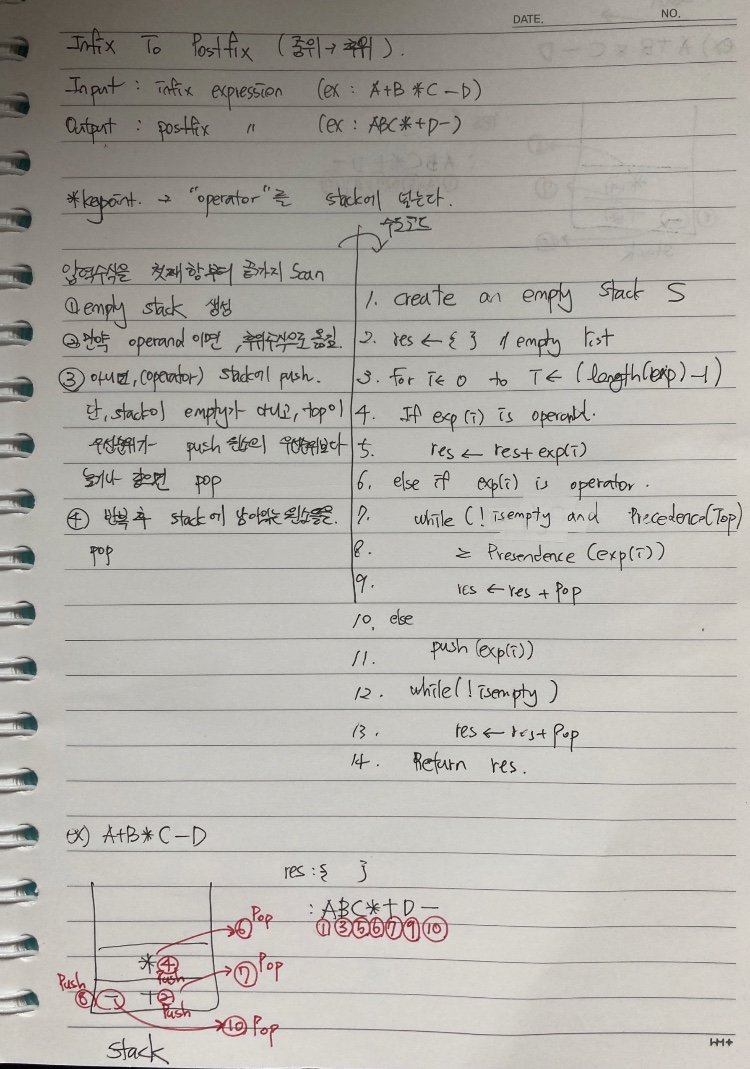 DATE. NO.
Infix To Postfix (중위→후위).
Input : infix expression (ex : A+B*C-D)
Output : postfix 〃 (ex : ABC*+D-)
*keypoint. → "operator"를 stack에 넣는다.
수도코드
입력수식을 첫째항부터 끝까지 Scan
① empty stack 생성
② 만약 operand 이면, 후위수식으로 옮김.
③ 아니면, (operator) stack에 push.
단, stack이 empty가 아니고, top이
우선순위가 push 원소의 우선순위보다
높거나 같으면 pop
④ 반복 후 stack에 남아있는 원소들은.
pop
1. Create an empty Stack S
2. res ← { } // empty list
3. for i ← 0 to i ← (length(exp)-1)
4. If exp(i) is operand.
5. res ← res+exp(i)
6. else if exp(i) is operator.
7. while (! isempty and Precedence(Top)
8. ≥ Presendence (exp(i))
9. res ← res + Pop
10. else
11. push (exp(i))
12. while(! isempty )
13. res ← res+Pop
14. Return res.
ex) A+B*C-D
res : { }
: ABC*+D-
① ③ ⑤ ⑥ ⑦ ⑨ ⑩
⑥ Pop
* ④ Push
⑦ Pop
Push ⑧ - + ② Push
⑩ Pop
Stack